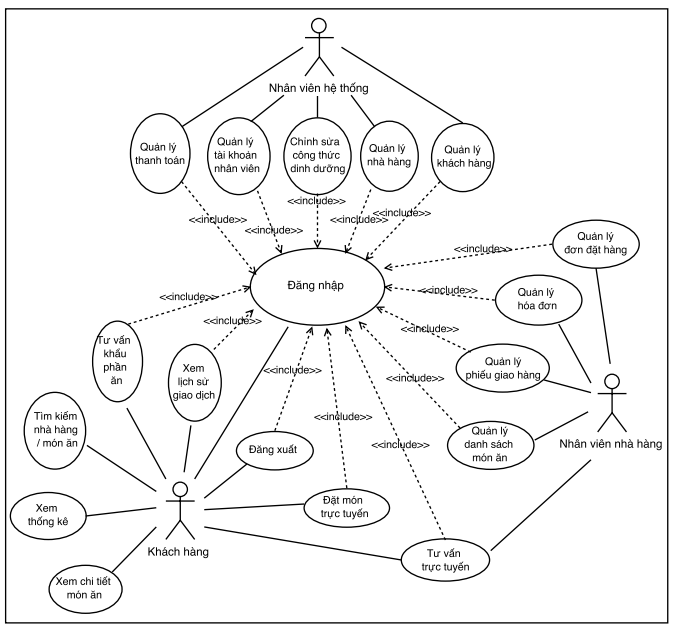 Nhân viên hệ thống
Quản lý
thanh toán
Quản lý
tài khoản
nhân viên
Chỉnh sửa
công thức
dinh dưỡng
Quản lý
nhà hàng
Quản lý
khách hàng
<<include>>
<<include>>
<<include>>
<<include>>
<<include>>
Quản lý
đơn đặt hàng
<<include>>
Đăng nhập
<<include>>
<<include>>
Quản lý
hóa đơn
<<include>>
<<include>>
Tư vấn
khẩu
phần
ăn
Xem
lịch sử
giao dịch
<<include>>
<<include>>
Quản lý
phiếu giao hàng
Tìm kiếm
nhà hàng
/ món ăn
<<include>>
<<include>>
Đăng xuất
Quản lý
danh sách
món ăn
Nhân viên nhà hàng
Xem
thống kê
Khách hàng
Đặt món
trực tuyến
Tư vấn
trực tuyến
Xem chi tiết
món ăn